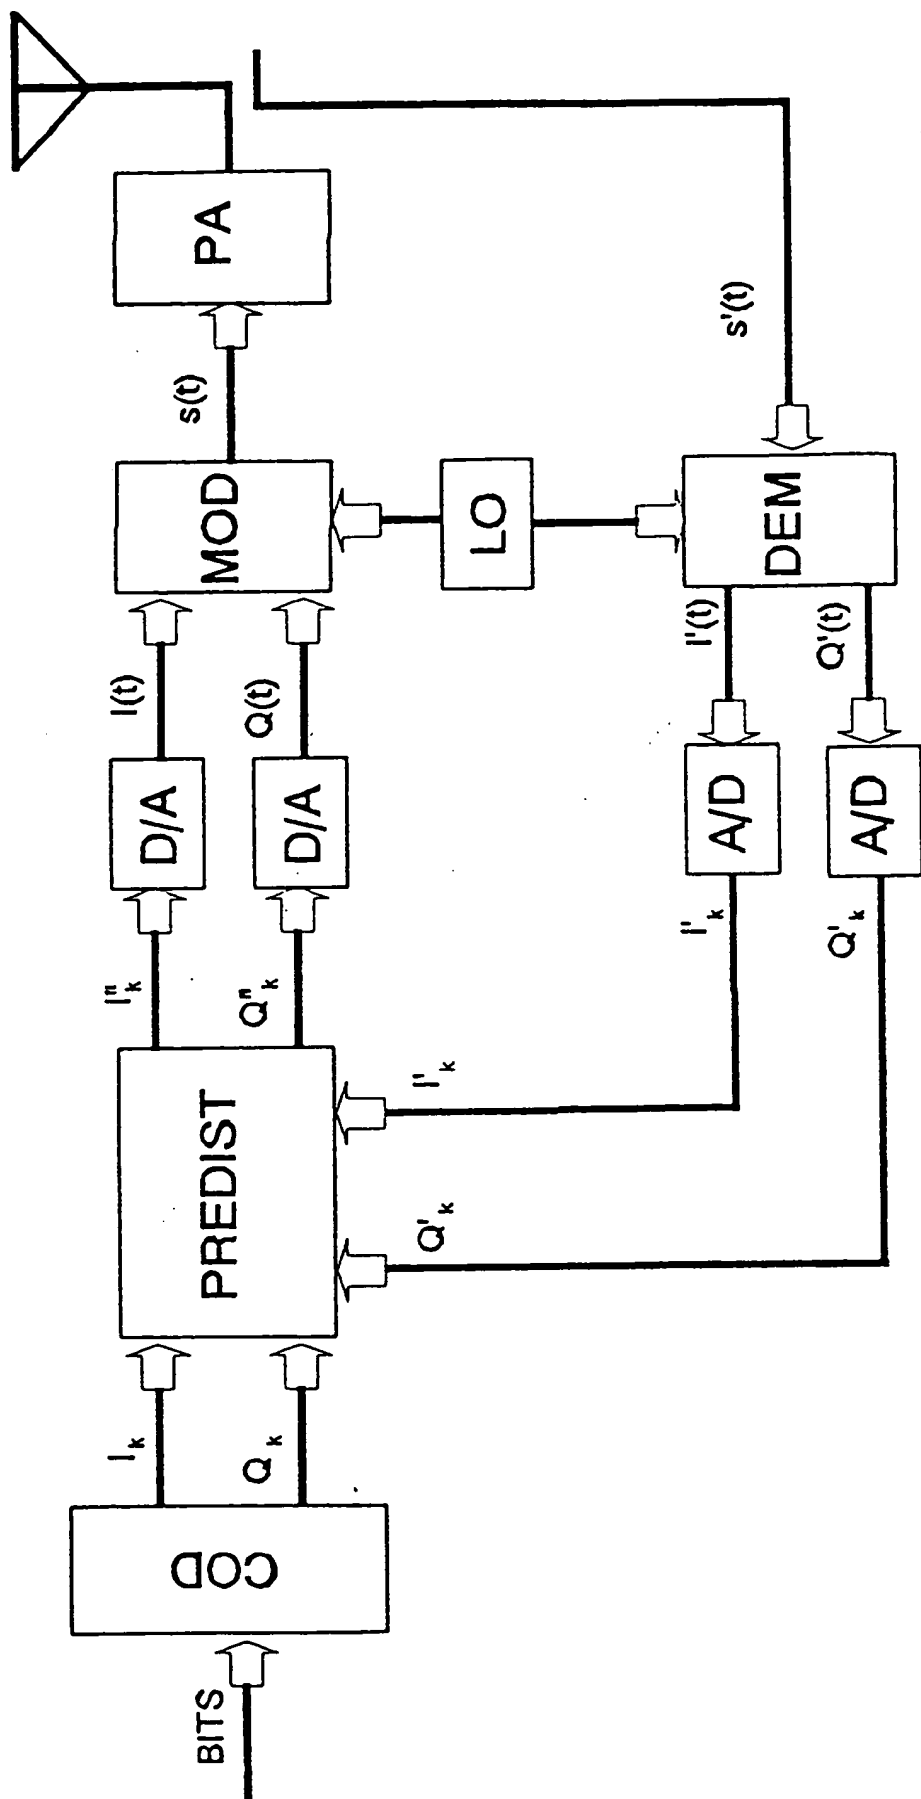 BITS
COD
I_k
Q_k
PREDIST
I"_k
Q"_k
D/A
D/A
I(t)
Q(t)
MOD
s(t)
PA
LO
s'(t)
DEM
I'(t)
Q'(t)
A/D
A/D
I'_k
Q'_k
I'_k
Q'_k